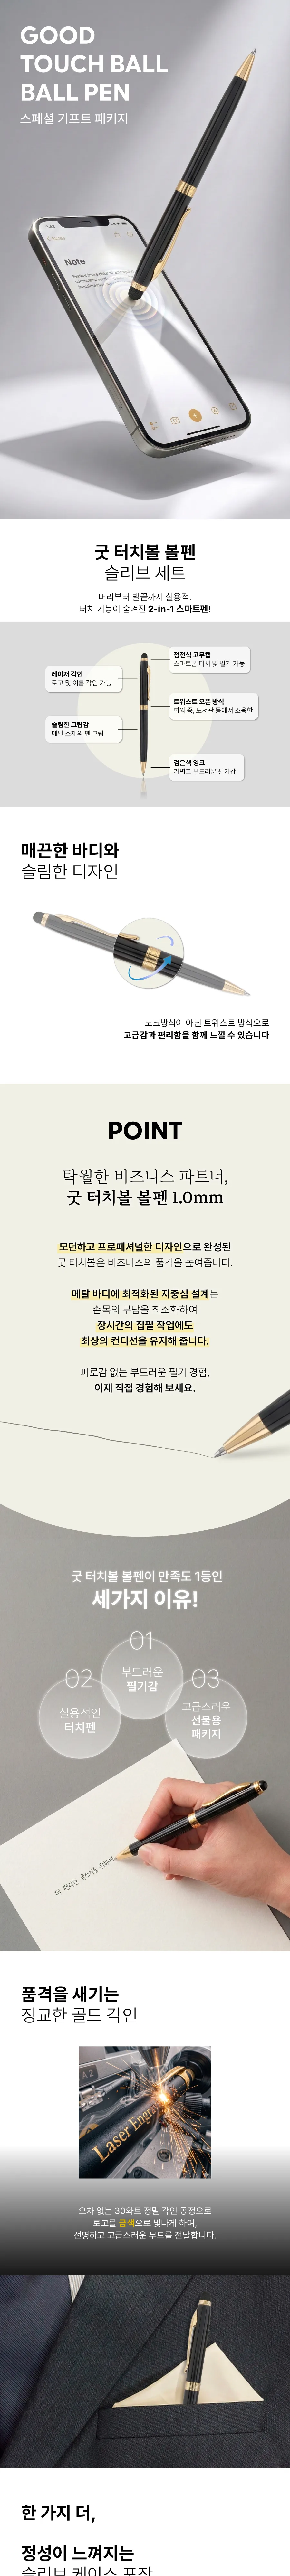 GOOD
TOUCH BALL
BALL PEN
스페셜 기프트 패키지
Note
굿 터치볼 볼펜
슬리브 세트
머리부터 발끝까지 실용적.
터치 기능이 숨겨진 2-in-1 스마트펜!
정전식 고무캡
스마트폰 터치 및 필기 가능
레이저 각인
로고 및 이름 각인 가능
트위스트 오픈 방식
회의 중, 도서관 등에서 조용한
슬림한 그립감
메탈 소재의 펜 그립
검은색 잉크
가볍고 부드러운 필기감
매끈한 바디와
슬림한 디자인
노크방식이 아닌 트위스트 방식으로
고급감과 편리함을 함께 느낄 수 있습니다
POINT
탁월한 비즈니스 파트너,
굿 터치볼 볼펜 1.0mm
모던하고 프로페셔널한 디자인으로 완성된
굿 터치볼은 비즈니스의 품격을 높여줍니다.
메탈 바디에 최적화된 저중심 설계는
손목의 부담을 최소화하여
장시간의 집필 작업에도
최상의 컨디션을 유지해 줍니다.
피로감 없는 부드러운 필기 경험,
이제 직접 경험해 보세요.
굿 터치볼 볼펜이 만족도 1등인
세가지 이유!
01
부드러운
필기감
02
실용적인
터치펜
03
고급스러운
선물용
패키지
더 편리한 글쓰기를 위하여
품격을 새기는
정교한 골드 각인
A2
Laser Engr
오차 없는 30와트 정밀 각인 공정으로
로고를 금색으로 빛나게 하여,
선명하고 고급스러운 무드를 전달합니다.
한 가지 더,
정성이 느껴지는
슬리브 케이스 포장